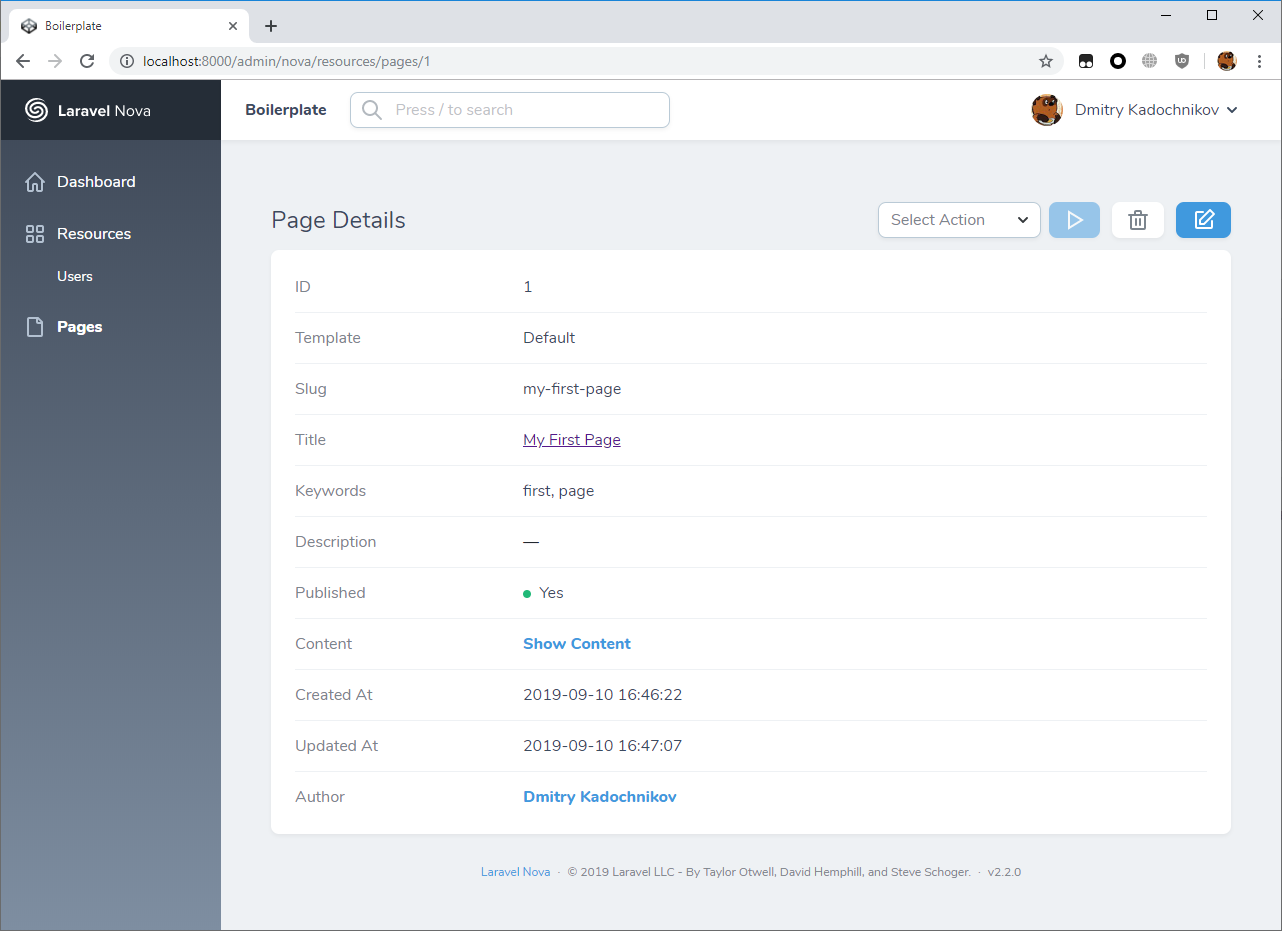 Boilerplate
localhost:8000/admin/nova/resources/pages/1
Laravel Nova
Boilerplate
Press / to search
Dmitry Kadochnikov
Dashboard
Resources
Users
Pages
Page Details
Select Action
ID 1
Template Default
Slug my-first-page
Title My First Page
Keywords first, page
Description —
Published Yes
Content Show Content
Created At 2019-09-10 16:46:22
Updated At 2019-09-10 16:47:07
Author Dmitry Kadochnikov
Laravel Nova · © 2019 Laravel LLC - By Taylor Otwell, David Hemphill, and Steve Schoger. · v2.2.0